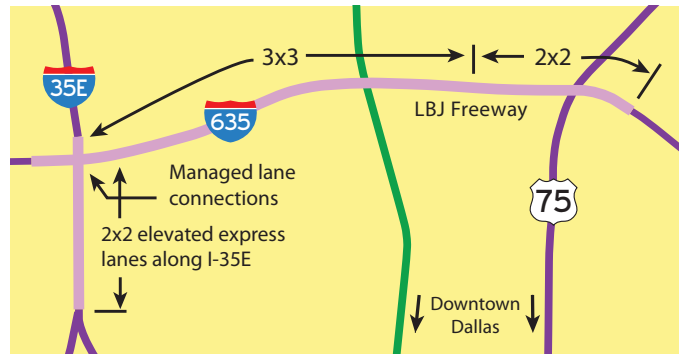 3x3
2x2
35E
635
LBJ Freeway
Managed lane
connections
75
2x2 elevated express
lanes along I-35E
Downtown
Dallas